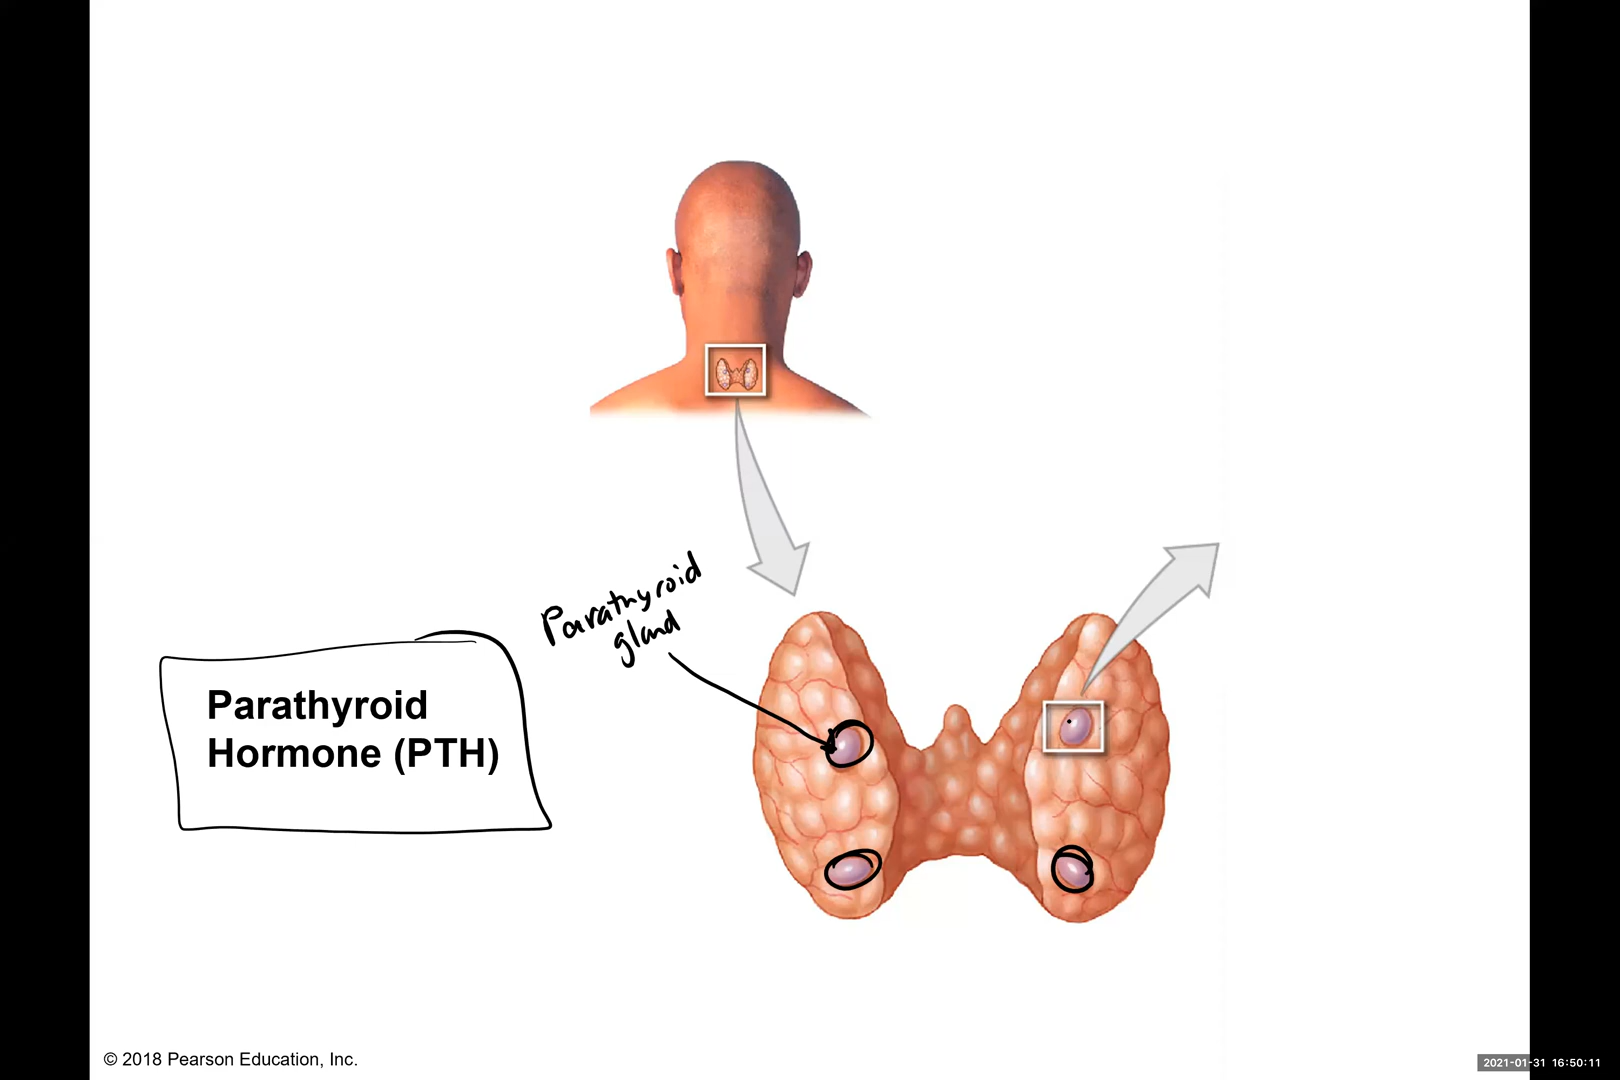 Parathyroid
gland
Parathyroid
Hormone (PTH)
© 2018 Pearson Education, Inc.
2021-01-31 16:50:11